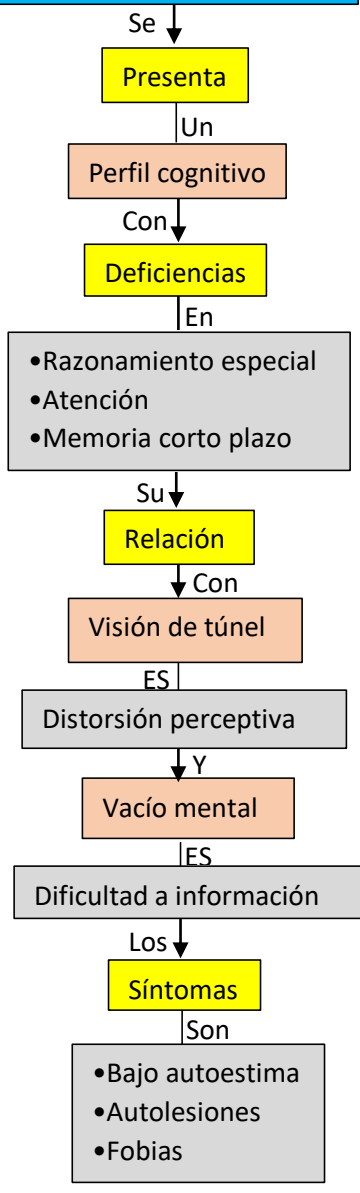 Se
Presenta
Un
Perfil cognitivo
Con
Deficiencias
En
•Razonamiento especial
•Atención
•Memoria corto plazo
Su
Relación
Con
Visión de túnel
ES
Distorsión perceptiva
Y
Vacío mental
ES
Dificultad a información
Los
Síntomas
Son
•Bajo autoestima
•Autolesiones
•Fobias